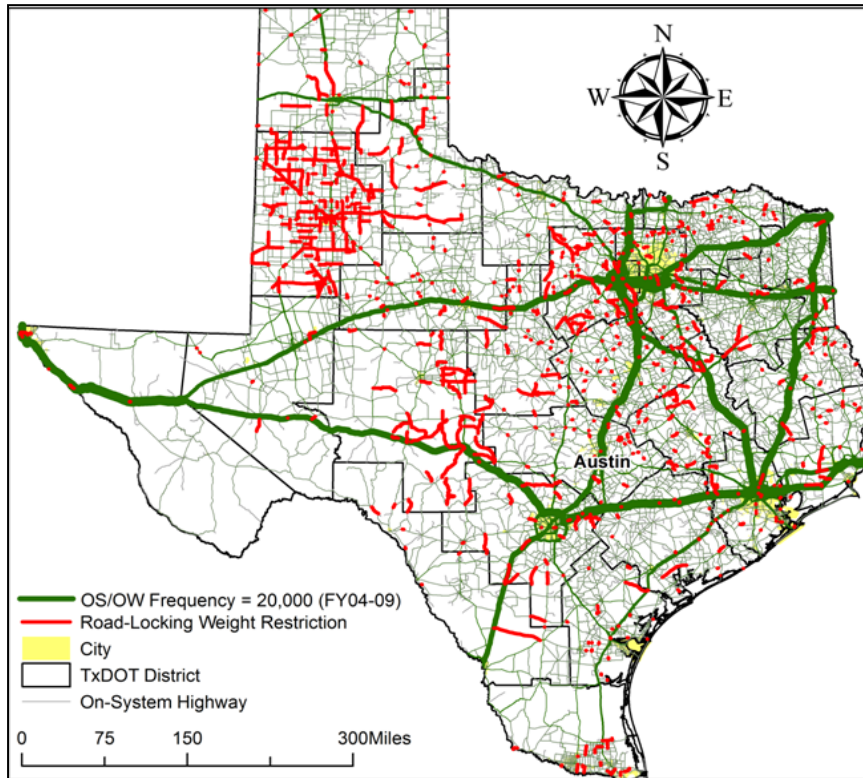 N
W E
S
Austin
OS/OW Frequency = 20,000 (FY04-09)
Road-Locking Weight Restriction
City
TxDOT District
On-System Highway
0 75 150 300Miles